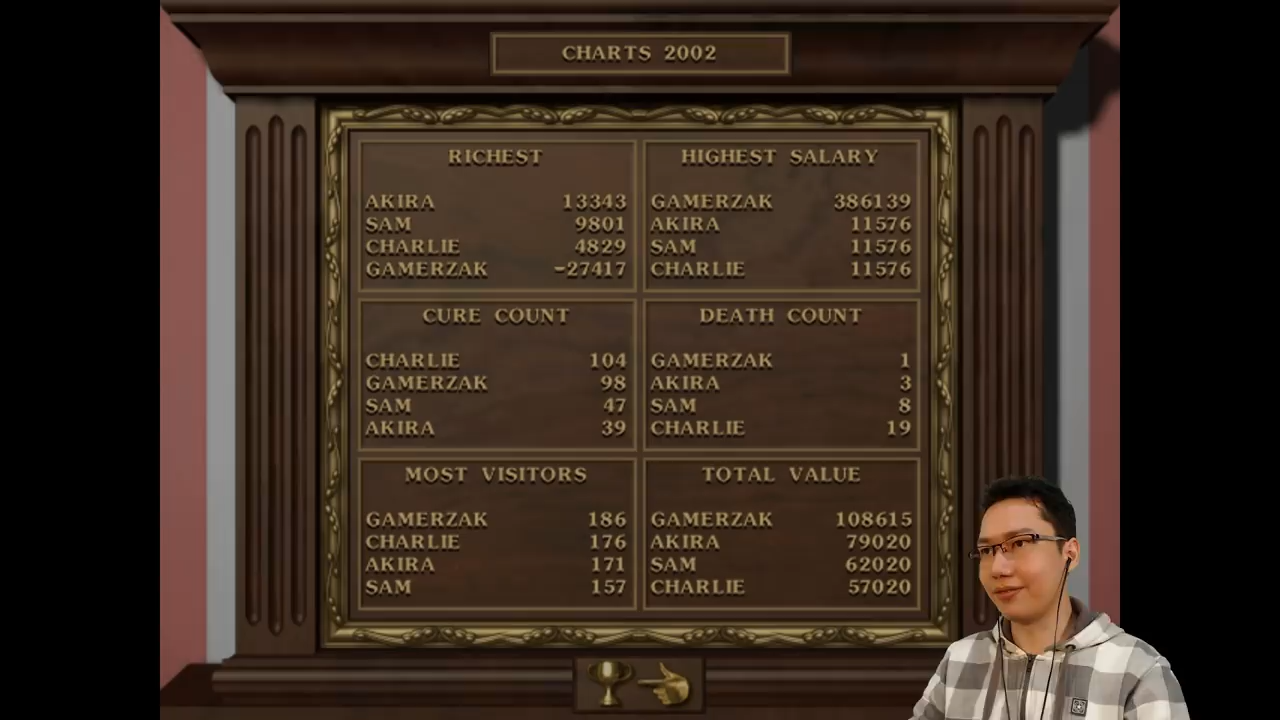 CHARTS 2002
RICHEST
AKIRA 13343
SAM 9801
CHARLIE 4829
GAMERZAK -27417
HIGHEST SALARY
GAMERZAK 386139
AKIRA 11576
SAM 11576
CHARLIE 11576
CURE COUNT
CHARLIE 104
GAMERZAK 98
SAM 47
AKIRA 39
DEATH COUNT
GAMERZAK 1
AKIRA 3
SAM 8
CHARLIE 19
MOST VISITORS
GAMERZAK 186
CHARLIE 176
AKIRA 171
SAM 157
TOTAL VALUE
GAMERZAK 108615
AKIRA 79020
SAM 62020
CHARLIE 57020